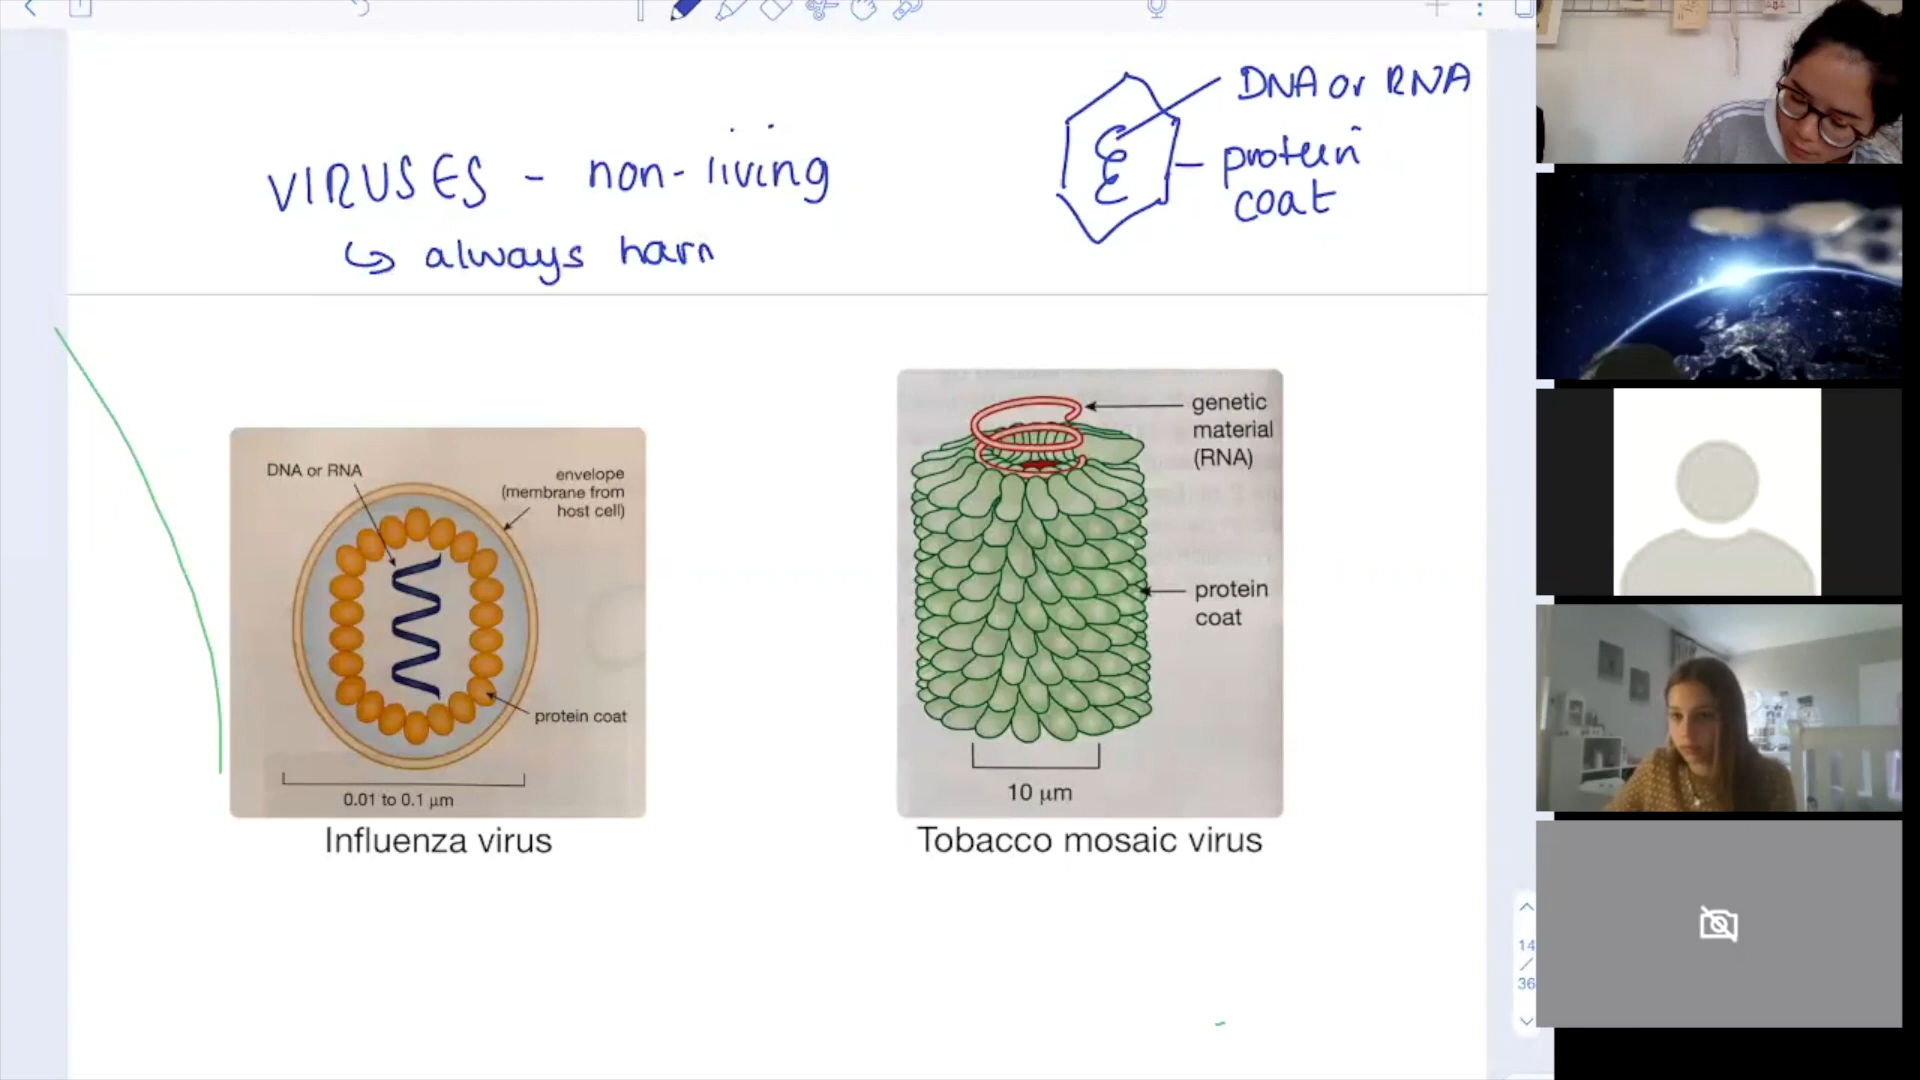 VIRUSES - non-living
↳ always harm
DNA or RNA
protein
coat
DNA or RNA
envelope
(membrane from
host cell)
protein coat
0.01 to 0.1 μm
Influenza virus
genetic
material
(RNA)
protein
coat
10 μm
Tobacco mosaic virus
14
/
36